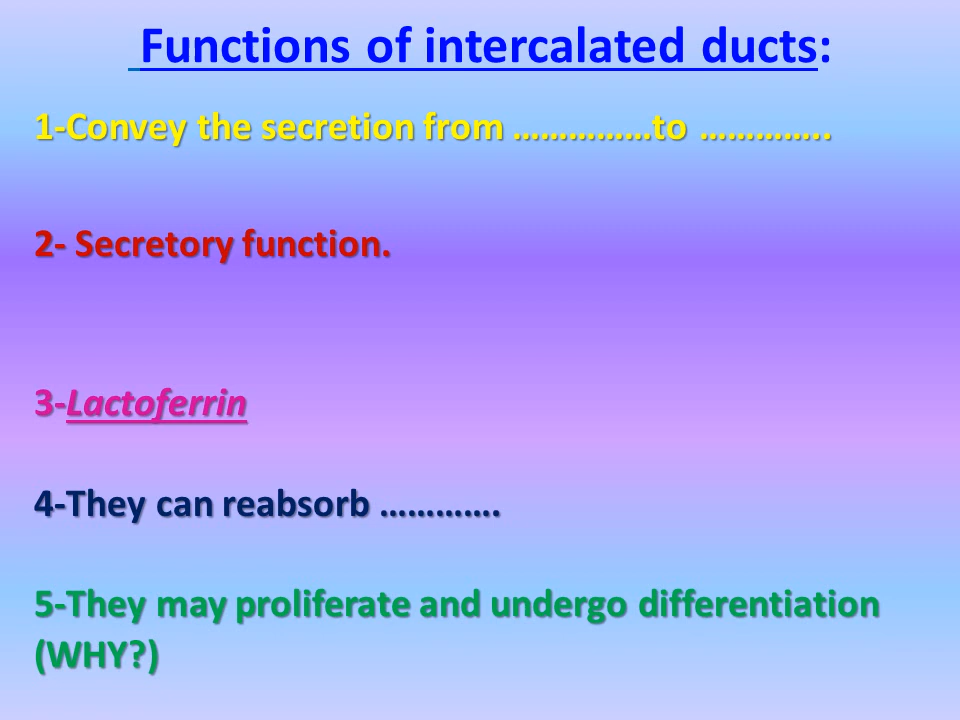 Functions of intercalated ducts:
1-Convey the secretion from ……………to …………..
2- Secretory function.
3-Lactoferrin
4-They can reabsorb ………….
5-They may proliferate and undergo differentiation
(WHY?)